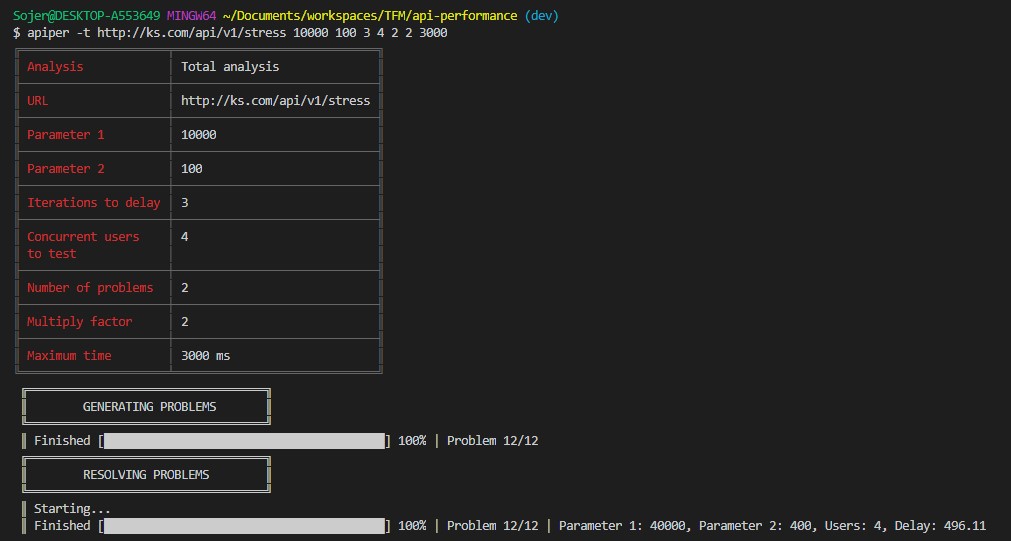 Sojer@DESKTOP-A553649 MINGW64 ~/Documents/workspaces/TFM/api-performance (dev)
$ apiper -t http://ks.com/api/v1/stress 10000 100 3 4 2 2 3000
Analysis Total analysis
URL http://ks.com/api/v1/stress
Parameter 1 10000
Parameter 2 100
Iterations to delay 3
Concurrent users 4
to test
Number of problems 2
Multiply factor 2
Maximum time 3000 ms
GENERATING PROBLEMS
Finished [] 100% | Problem 12/12
RESOLVING PROBLEMS
Starting...
Finished [] 100% | Problem 12/12 | Parameter 1: 40000, Parameter 2: 400, Users: 4, Delay: 496.11